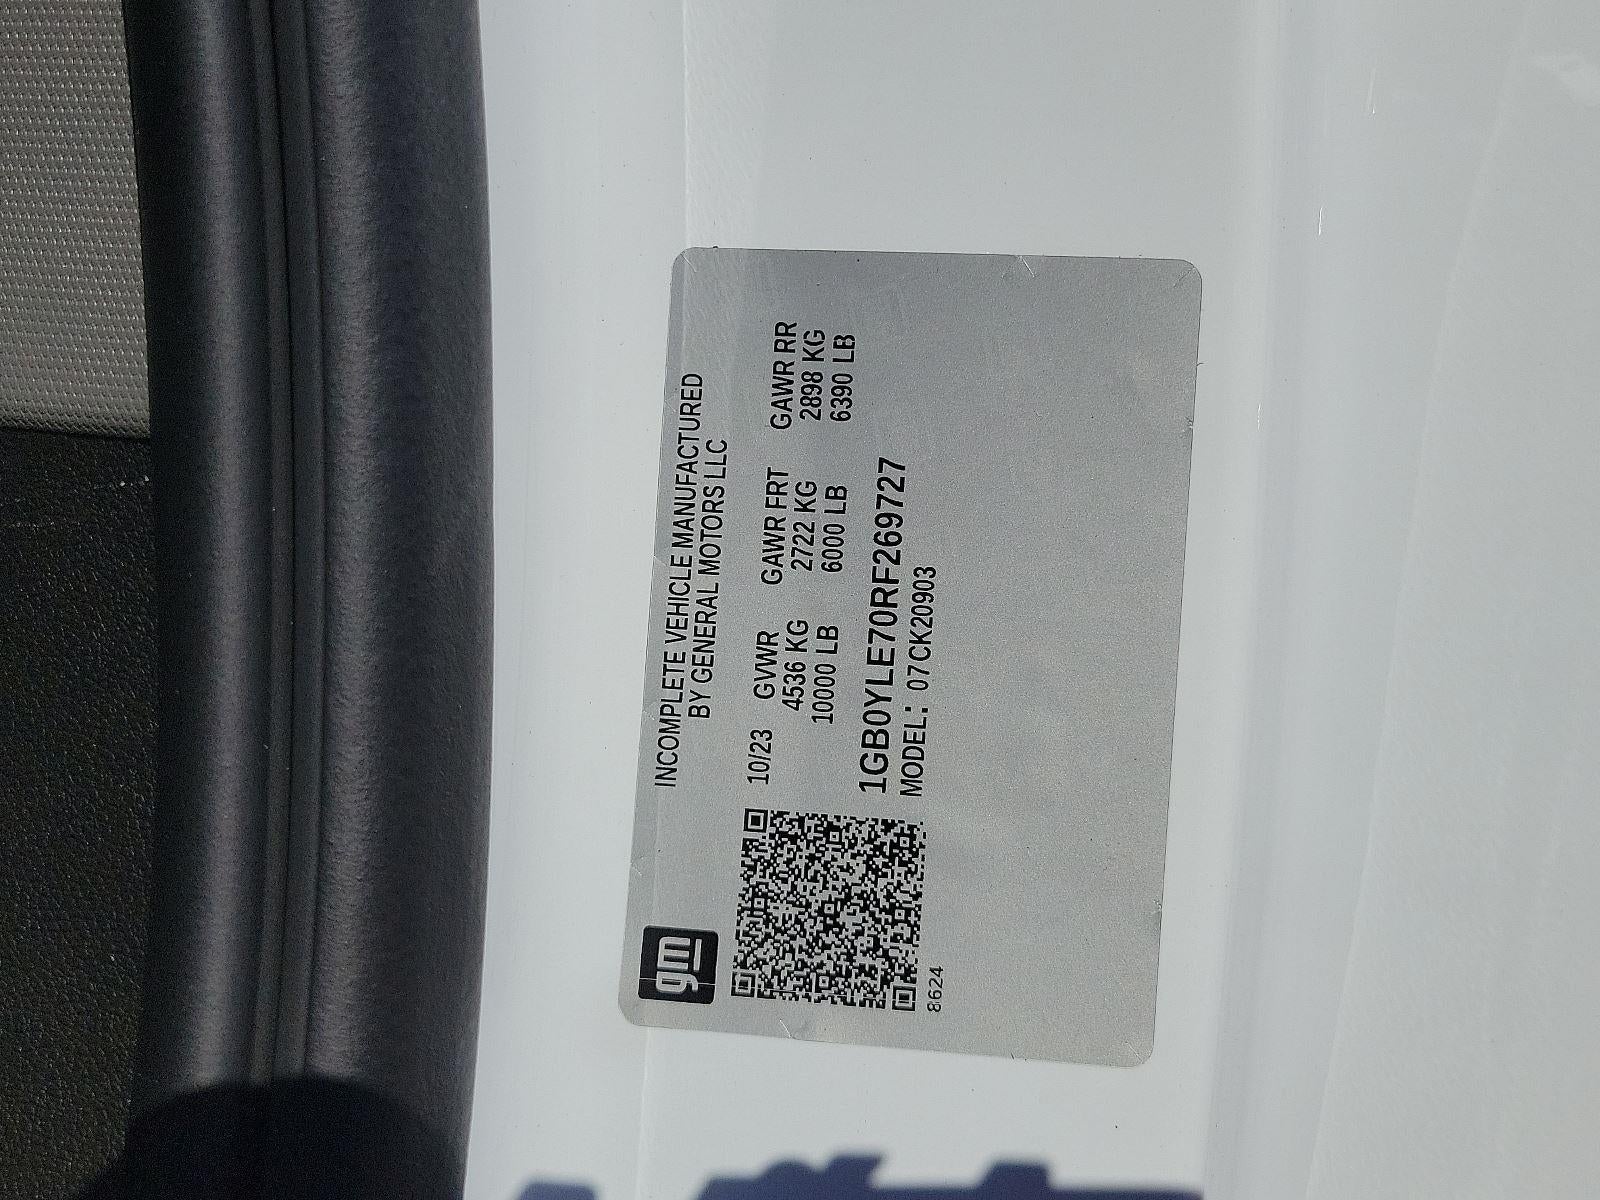 gm
INCOMPLETE VEHICLE MANUFACTURED
BY GENERAL MOTORS LLC
10/23 GVWR GAWR FRT GAWR RR
4536 KG 2722 KG 2898 KG
10000 LB 6000 LB 6390 LB
1GB0YLE70RF269727
MODEL: 07CK20903
8624